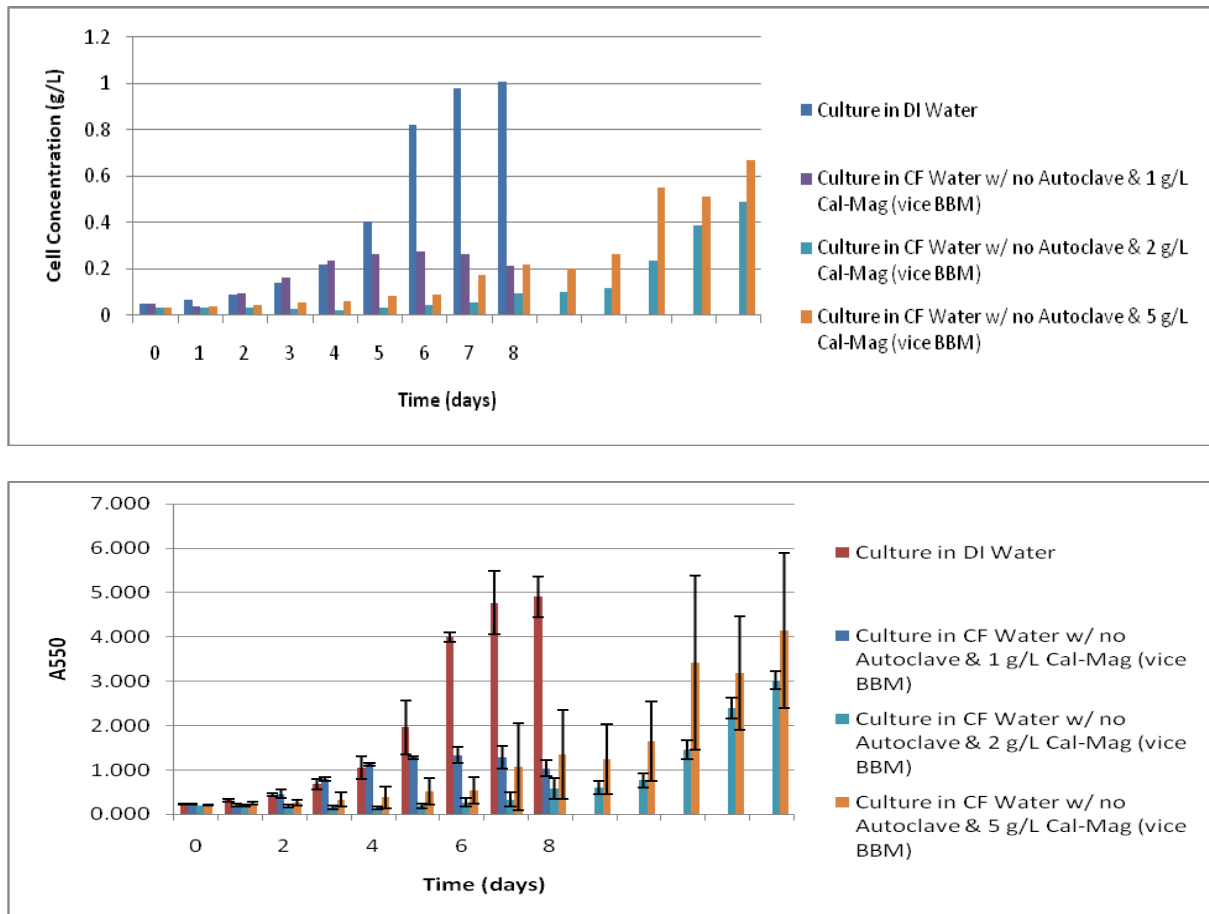 1.2
1
0.8
0.6
0.4
0.2
0
Cell Concentration (g/L)
0 1 2 3 4 5 6 7 8
Time (days)
Culture in DI Water
Culture in CF Water w/ no Autoclave & 1 g/L
Cal-Mag (vice BBM)
Culture in CF Water w/ no Autoclave & 2 g/L
Cal-Mag (vice BBM)
Culture in CF Water w/ no Autoclave & 5 g/L
Cal-Mag (vice BBM)
7.000
6.000
5.000
4.000
3.000
2.000
1.000
0.000
A550
0 2 4 6 8
Time (days)
Culture in DI Water
Culture in CF Water w/ no
Autoclave & 1 g/L Cal-Mag (vice
BBM)
Culture in CF Water w/ no
Autoclave & 2 g/L Cal-Mag (vice
BBM)
Culture in CF Water w/ no
Autoclave & 5 g/L Cal-Mag (vice
BBM)